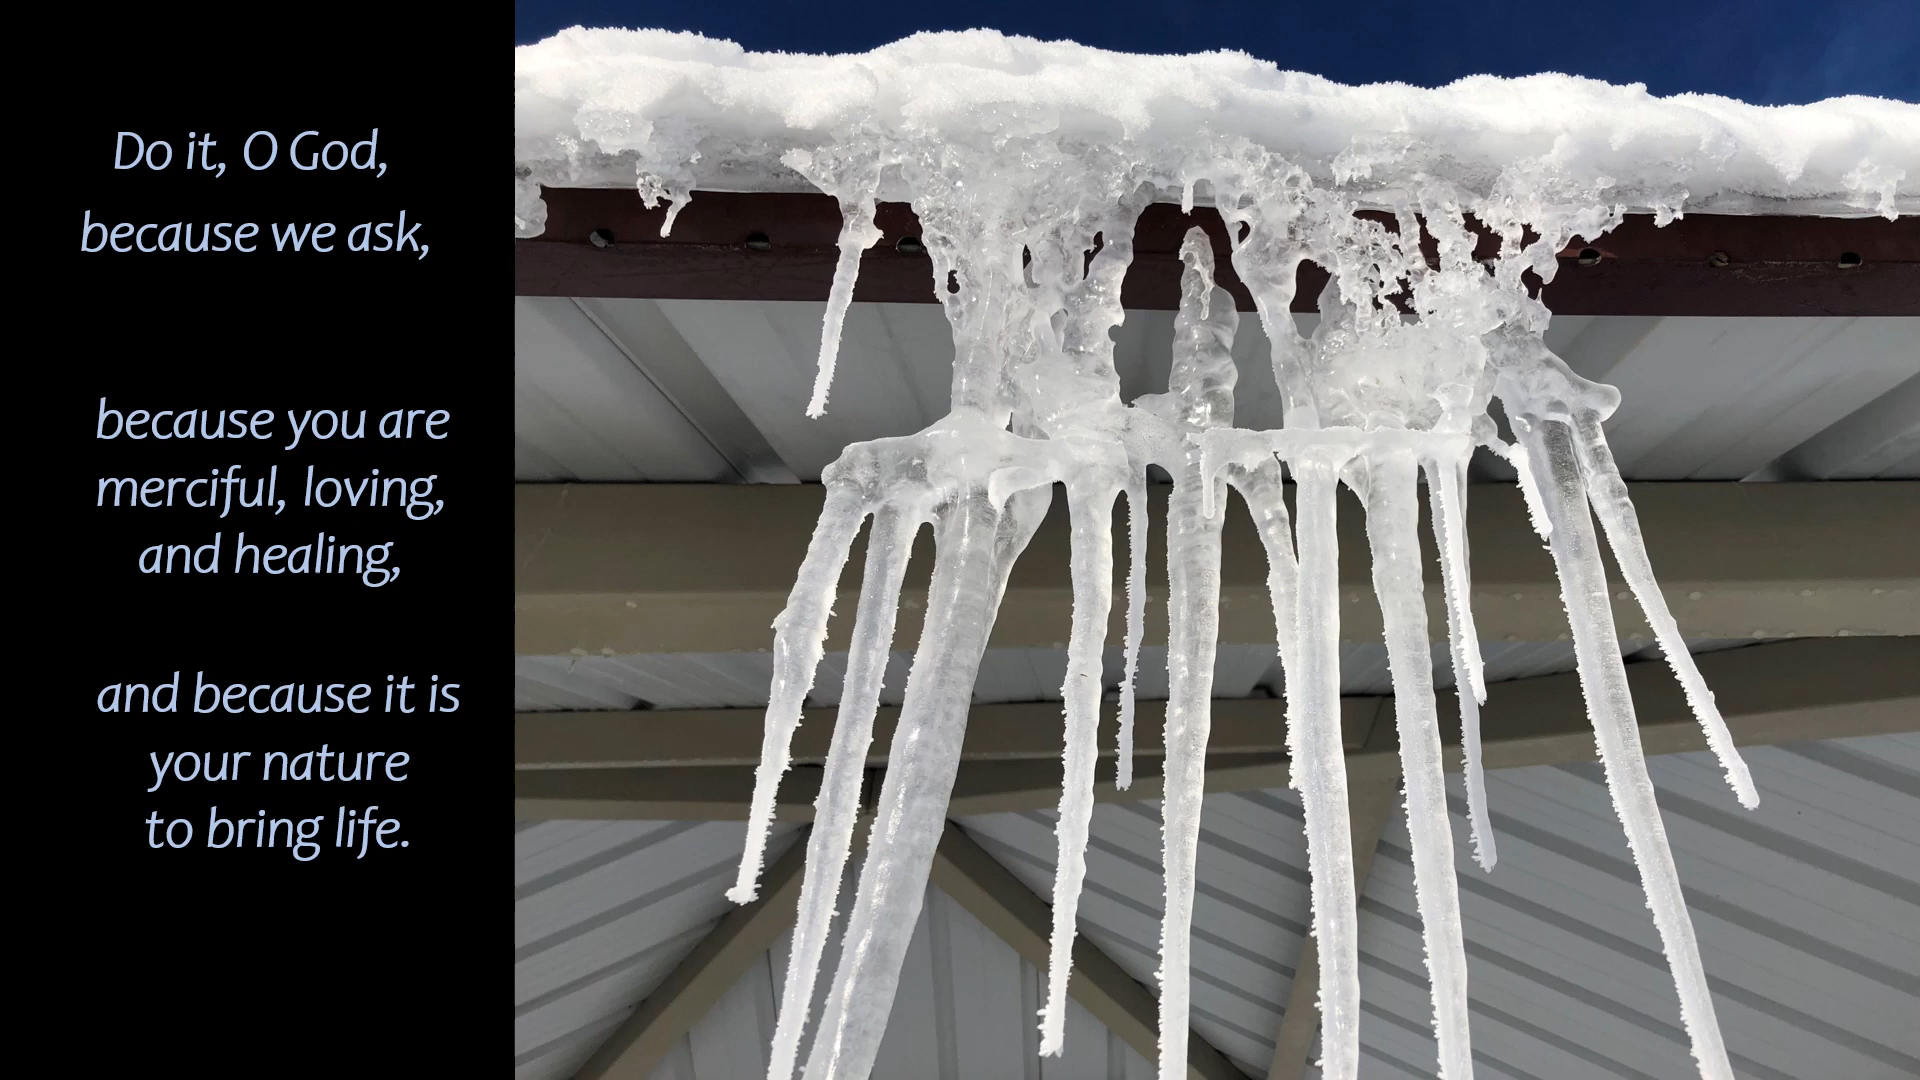 Do it, O God,
because we ask,
because you are
merciful, loving,
and healing,
and because it is
your nature
to bring life.